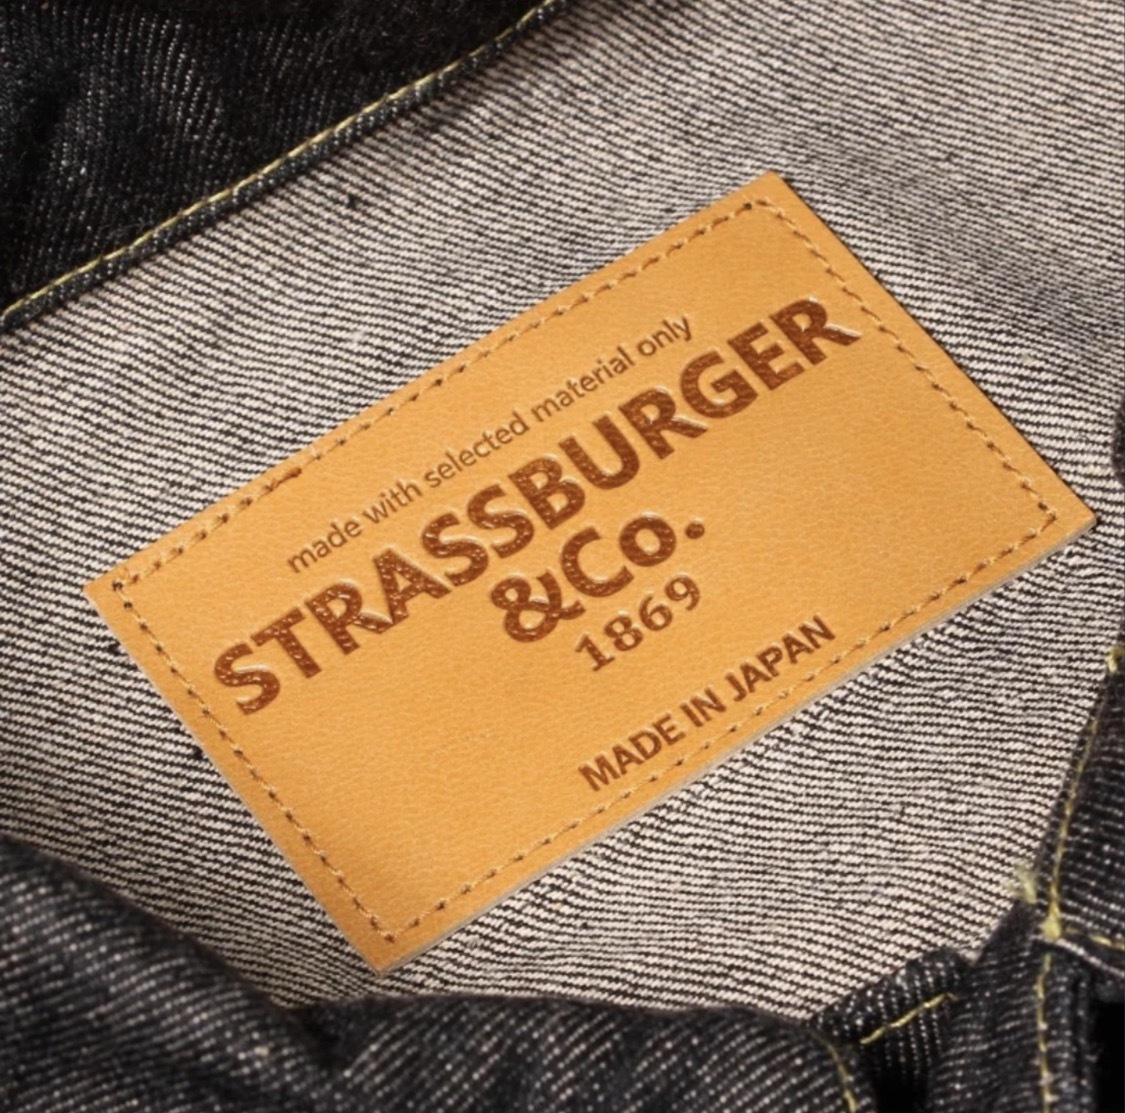 made with selected material only
STRASSBURGER
&Co.
1869
MADE IN JAPAN